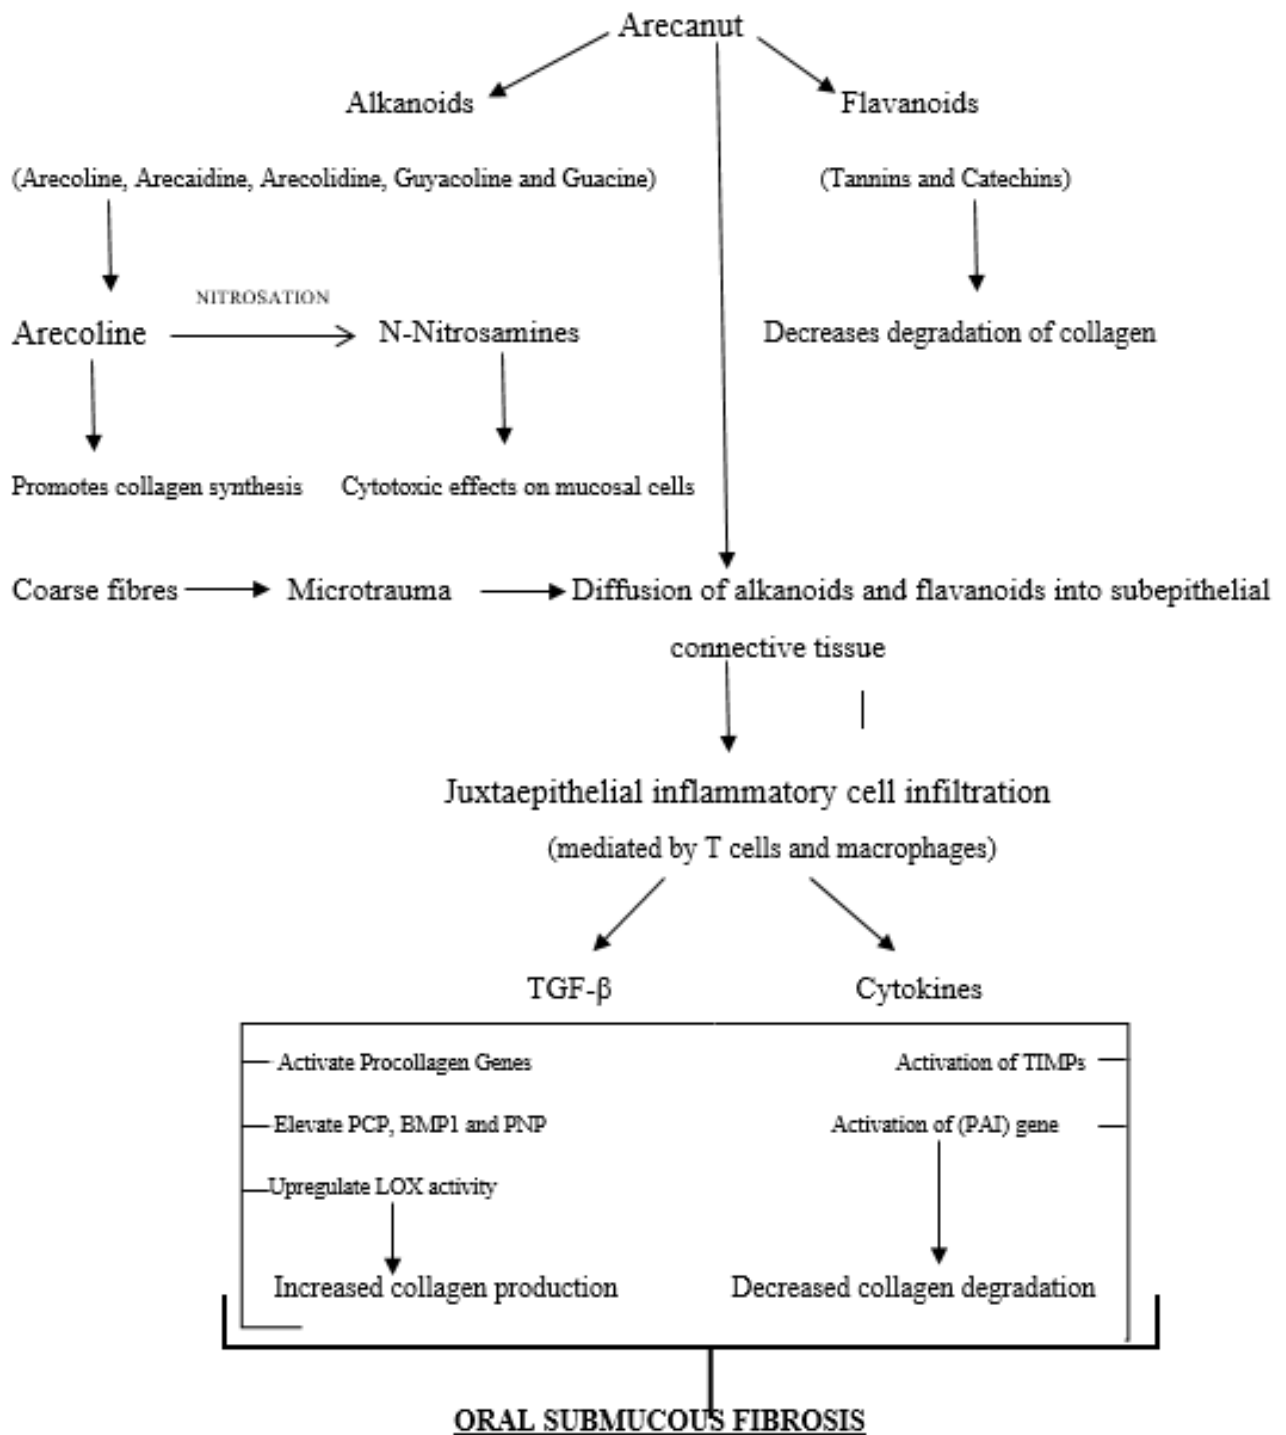 Arecanut
Alkanoids
Flavanoids
(Arecoline, Arecaidine, Arecolidine, Guyacoline and Guacine)
(Tannins and Catechins)
NITROSATION
Arecoline
N-Nitrosamines
Decreases degradation of collagen
Promotes collagen synthesis
Cytotoxic effects on mucosal cells
Coarse fibres
Microtrauma
Diffusion of alkanoids and flavanoids into subepithelial
connective tissue
Juxtaepithelial inflammatory cell infiltration
(mediated by T cells and macrophages)
TGF-β
Cytokines
Activate Procollagen Genes
Activation of TIMPs
Elevate PCP, BMP1 and PNP
Activation of (PAI) gene
Upregulate LOX activity
Increased collagen production
Decreased collagen degradation
ORAL SUBMUCOUS FIBROSIS